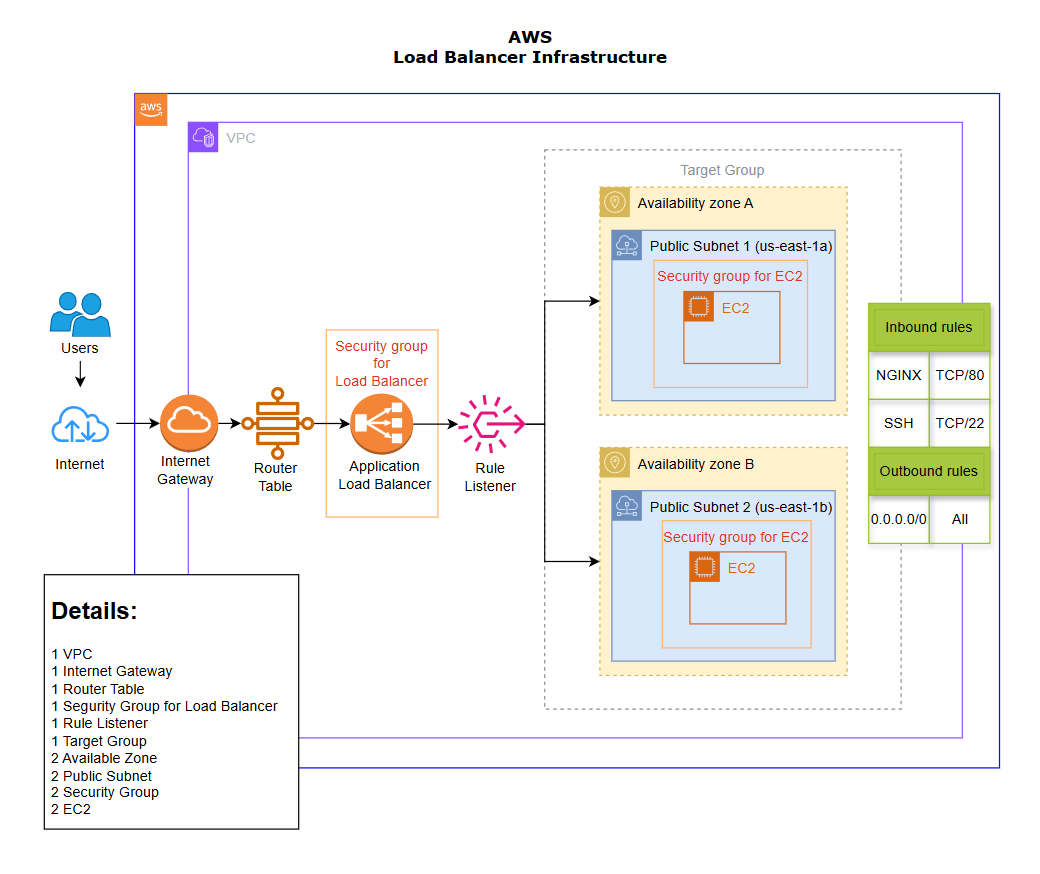 AWS
Load Balancer Infrastructure
aws
VPC
Target Group
Availability zone A
Public Subnet 1 (us-east-1a)
Security group for EC2
EC2
Users
Internet
Internet
Gateway
Router
Table
Security group
for
Load Balancer
Application
Load Balancer
Rule
Listener
Availability zone B
Public Subnet 2 (us-east-1b)
Security group for EC2
EC2
Inbound rules
NGINX TCP/80
SSH TCP/22
Outbound rules
0.0.0.0/0 All
Details:
1 VPC
1 Internet Gateway
1 Router Table
1 Segurity Group for Load Balancer
1 Rule Listener
1 Target Group
2 Available Zone
2 Public Subnet
2 Security Group
2 EC2